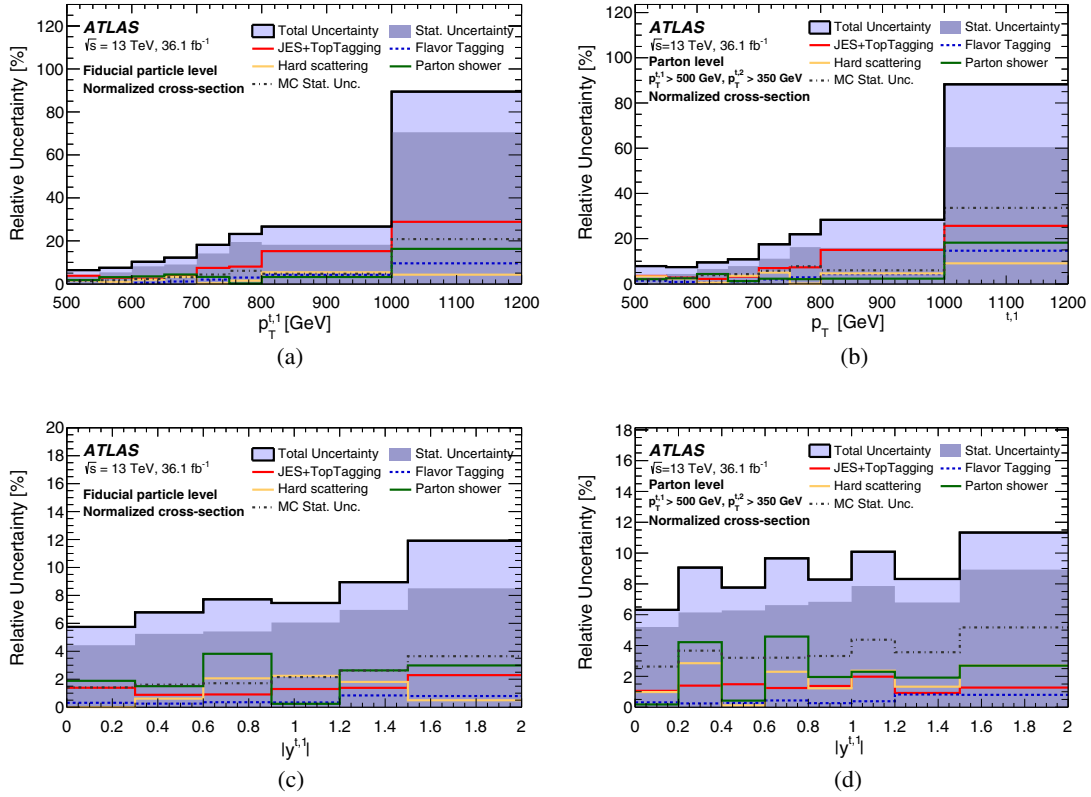 Relative Uncertainty [%]
130
120
100
80
60
40
20
0
ATLAS
√s = 13 TeV, 36.1 fb-1
Fiducial particle level
Normalized cross-section
Total Uncertainty
Stat. Uncertainty
JES+TopTagging
Flavor Tagging
Hard scattering
Parton shower
MC Stat. Unc.
500 600 700 800 900 1000 1100 1200
p_T^{t,1} [GeV]
(a)
Relative Uncertainty [%]
120
100
80
60
40
20
0
ATLAS
√s=13 TeV, 36.1 fb-1
Parton level
p_T^{t,1} > 500 GeV, p_T^{t,2} > 350 GeV
Normalized cross-section
Total Uncertainty
Stat. Uncertainty
JES+TopTagging
Flavor Tagging
Hard scattering
Parton shower
MC Stat. Unc.
500 600 700 800 900 1000 1100 1200
p_T [GeV] t,1
(b)
Relative Uncertainty [%]
20
18
16
14
12
10
8
6
4
2
0
ATLAS
√s = 13 TeV, 36.1 fb-1
Fiducial particle level
Normalized cross-section
Total Uncertainty
Stat. Uncertainty
JES+TopTagging
Flavor Tagging
Hard scattering
Parton shower
MC Stat. Unc.
0 0.2 0.4 0.6 0.8 1 1.2 1.4 1.6 1.8 2
|y^{t,1}|
(c)
Relative Uncertainty [%]
18
16
14
12
10
8
6
4
2
0
ATLAS
√s=13 TeV, 36.1 fb-1
Parton level
p_T^{t,1} > 500 GeV, p_T^{t,2} > 350 GeV
Normalized cross-section
Total Uncertainty
Stat. Uncertainty
JES+TopTagging
Flavor Tagging
Hard scattering
Parton shower
MC Stat. Unc.
0 0.2 0.4 0.6 0.8 1 1.2 1.4 1.6 1.8 2
|y^{t,1}|
(d)